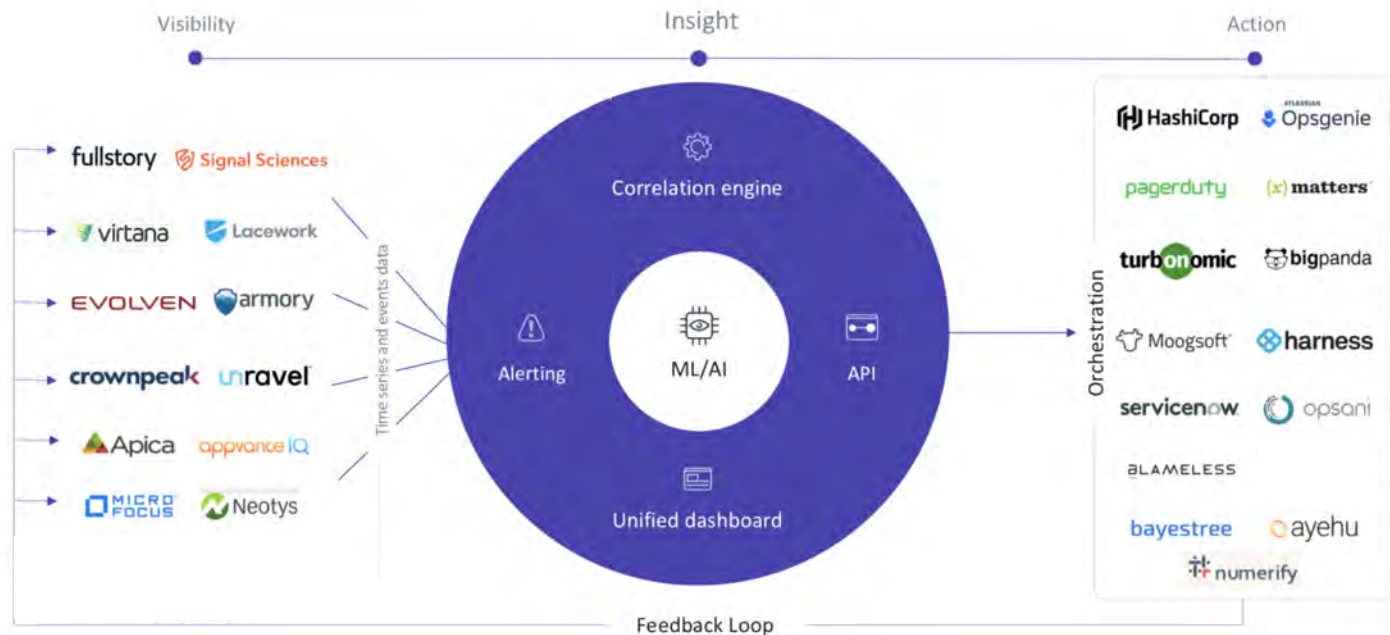 Visibility
Insight
Action
fullstory
Signal Sciences
virtana
Lacework
EVOLVEN
armory
crownpeak
unravel
Apica
appvance IQ
MICRO
FOCUS
Neotys
Time series and events data
Correlation engine
Alerting
ML/AI
API
Unified dashboard
Orchestration
HashiCorp
ATLASSIAN
Opsgenie
pagerduty
(x) matters
turbonomic
bigpanda
Moogsoft
harness
servicenow
opsani
BLAMELESS
bayestree
ayehu
numerify
Feedback Loop